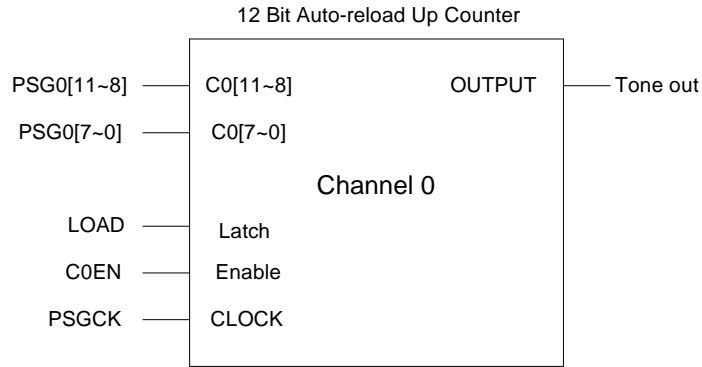 12 Bit Auto-reload Up Counter
PSG0[11~8] C0[11~8] OUTPUT Tone out
PSG0[7~0] C0[7~0]
Channel 0
LOAD Latch
C0EN Enable
PSGCK CLOCK